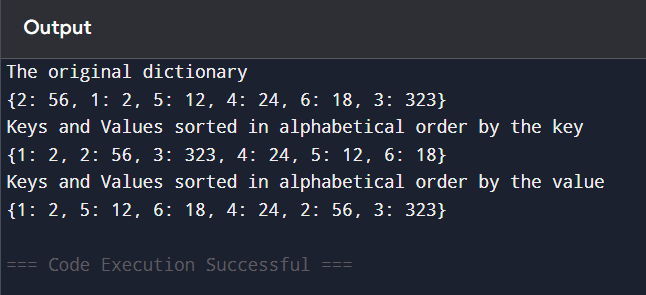 Output
The original dictionary
{2: 56, 1: 2, 5: 12, 4: 24, 6: 18, 3: 323}
Keys and Values sorted in alphabetical order by the key
{1: 2, 2: 56, 3: 323, 4: 24, 5: 12, 6: 18}
Keys and Values sorted in alphabetical order by the value
{1: 2, 5: 12, 6: 18, 4: 24, 2: 56, 3: 323}
=== Code Execution Successful ===